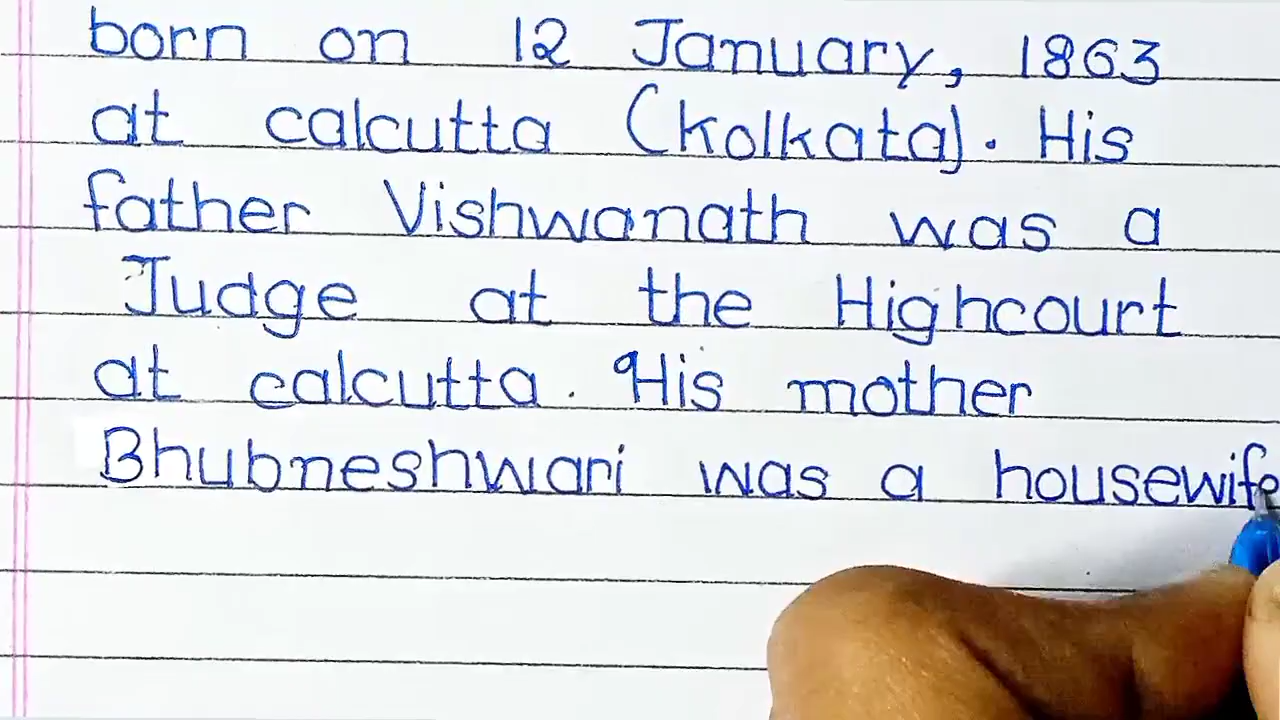 born on 12 January, 1863
at calcutta (Kolkata). His
father Vishwanath was a
Judge at the Highcourt
at calcutta. His mother
Bhubneshwari was a housewife